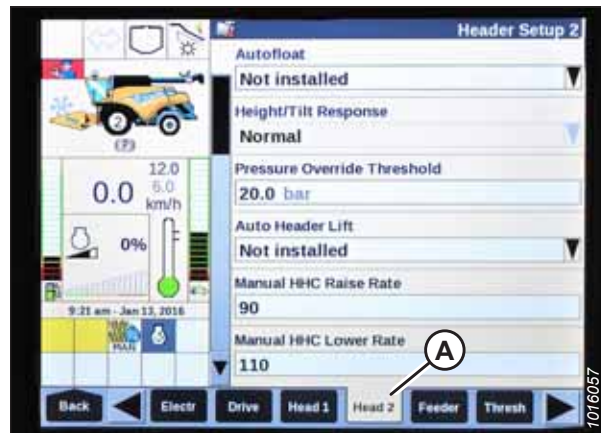 Header Setup 2
Autofloat
Not installed
Height/Tilt Response
Normal
Pressure Override Threshold
20.0 bar
Auto Header Lift
Not installed
Manual HHC Raise Rate
90
Manual HHC Lower Rate
110
2
(P)
12.0
0.0 6.0
km/h
0%
9:21 am - Jan 13, 2016
MAN
A
Back Electr Drive Head 1 Head 2 Feeder Thresh
1016057